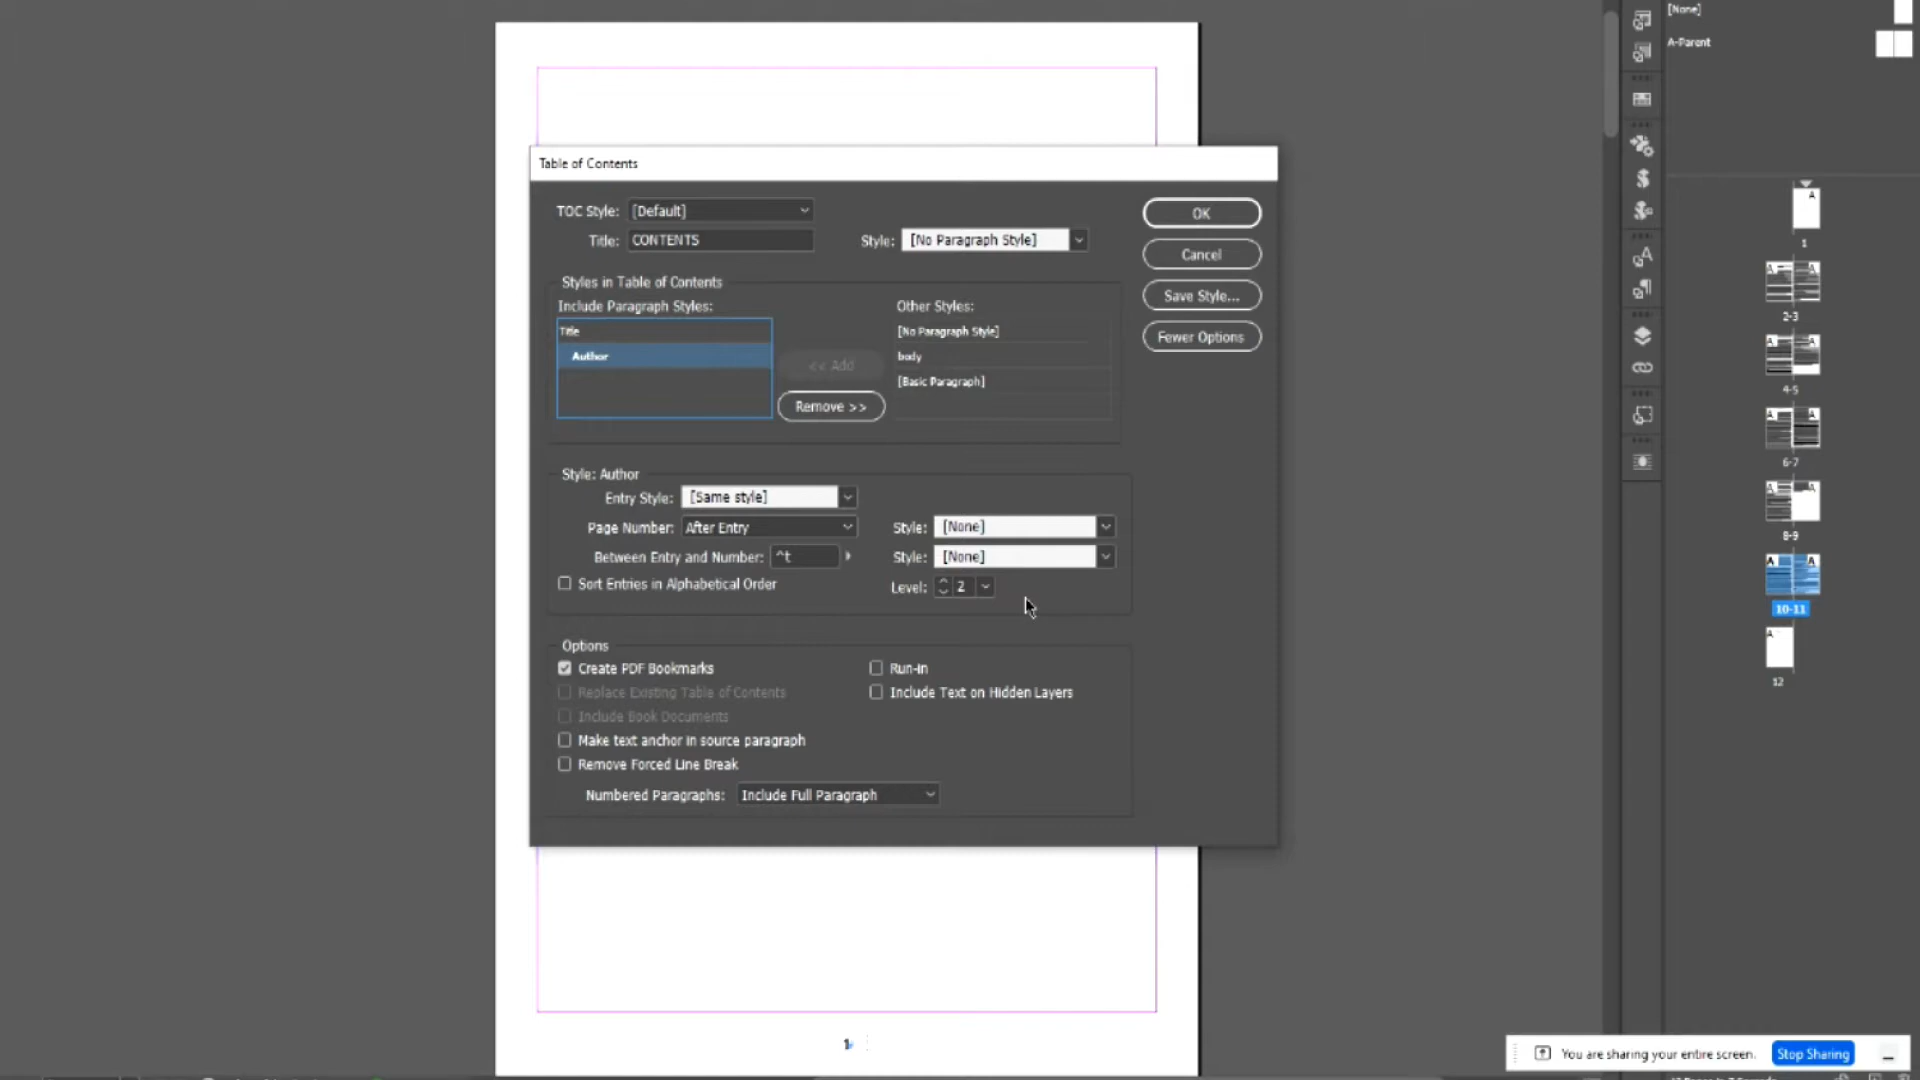 [None]
A-Parent
Table of Contents
TOC Style: [Default]
Title: CONTENTS
Style: [No Paragraph Style]
OK
Cancel
Save Style...
Fewer Options
Styles in Table of Contents
Include Paragraph Styles:
Title
Author
<< Add
Remove >>
Other Styles:
[No Paragraph Style]
body
[Basic Paragraph]
Style: Author
Entry Style: [Same style]
Page Number: After Entry
Style: [None]
Between Entry and Number: ^t
Style: [None]
Sort Entries in Alphabetical Order
Level: 2
Options
Create PDF Bookmarks
Run-in
Replace Existing Table of Contents
Include Text on Hidden Layers
Include Book Documents
Make text anchor in source paragraph
Remove Forced Line Break
Numbered Paragraphs: Include Full Paragraph
1
A
1
A A
2-3
A A
4-5
A A
6-7
A A
8-9
A A
10-11
A
12
You are sharing your entire screen.
Stop Sharing